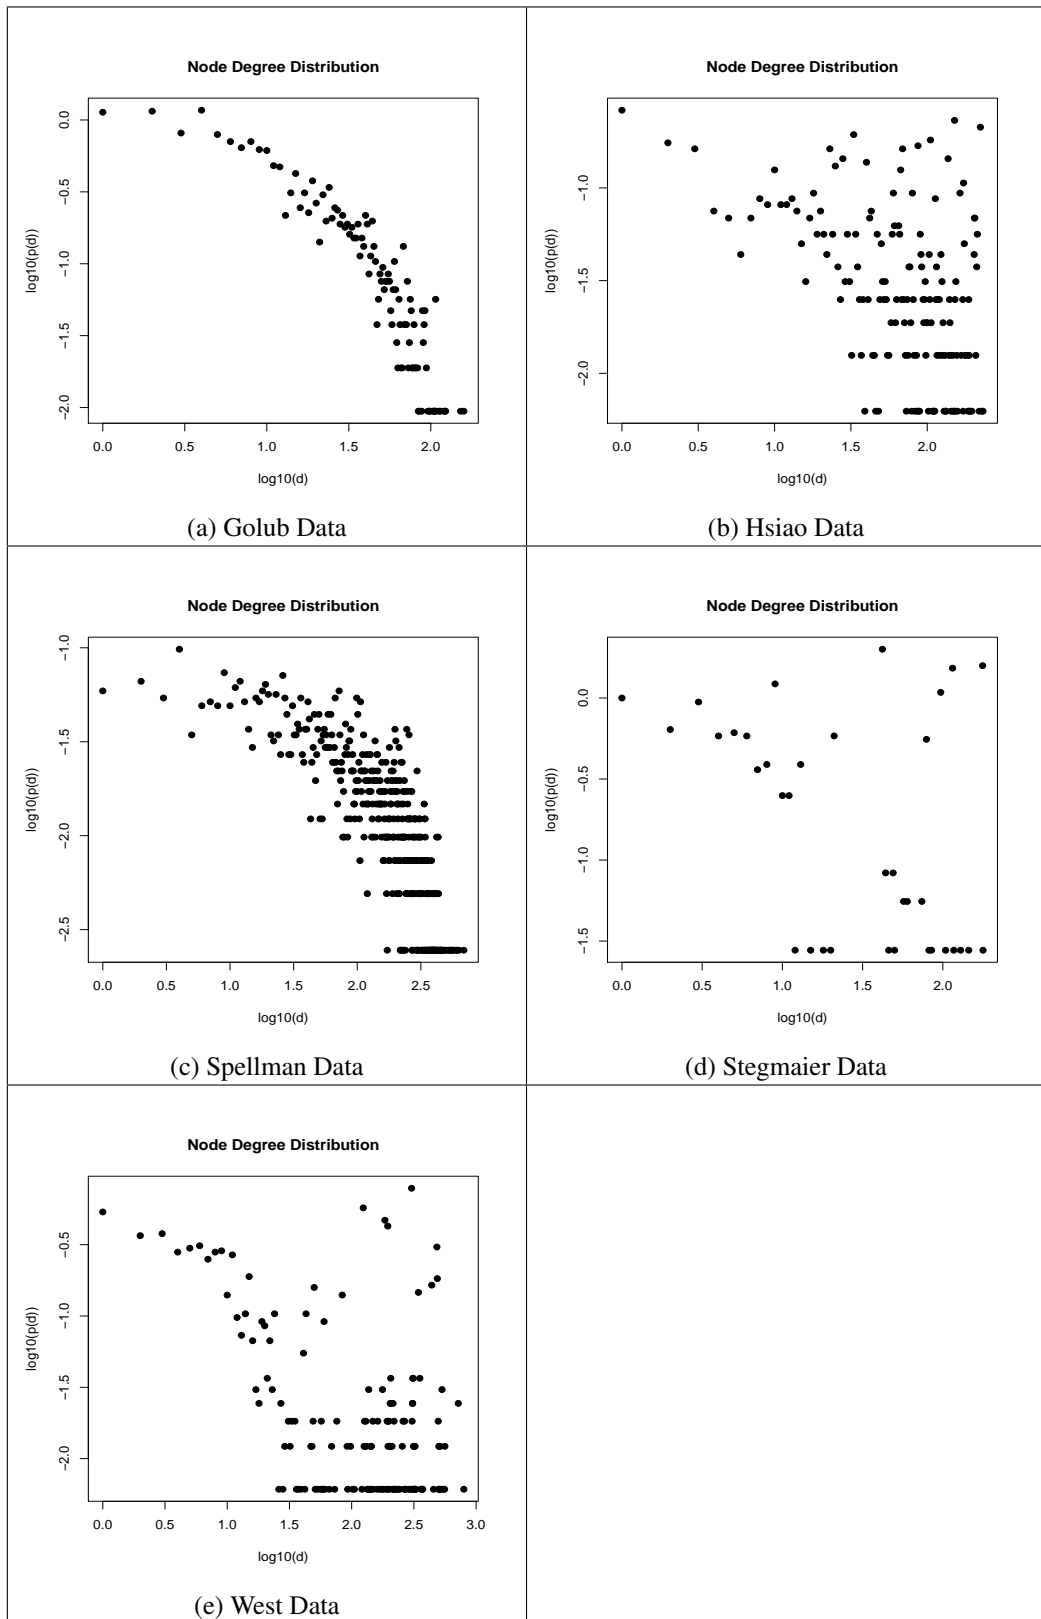 Node Degree Distribution
0.0
−0.5
−1.0
−1.5
−2.0
log10(p(d))
0.0 0.5 1.0 1.5 2.0
log10(d)
(a) Golub Data
Node Degree Distribution
−1.0
−1.5
−2.0
log10(p(d))
0.0 0.5 1.0 1.5 2.0
log10(d)
(b) Hsiao Data
Node Degree Distribution
−1.0
−1.5
−2.0
−2.5
log10(p(d))
0.0 0.5 1.0 1.5 2.0 2.5
log10(d)
(c) Spellman Data
Node Degree Distribution
0.0
−0.5
−1.0
−1.5
log10(p(d))
0.0 0.5 1.0 1.5 2.0
log10(d)
(d) Stegmaier Data
Node Degree Distribution
−0.5
−1.0
−1.5
−2.0
log10(p(d))
0.0 0.5 1.0 1.5 2.0 2.5 3.0
log10(d)
(e) West Data